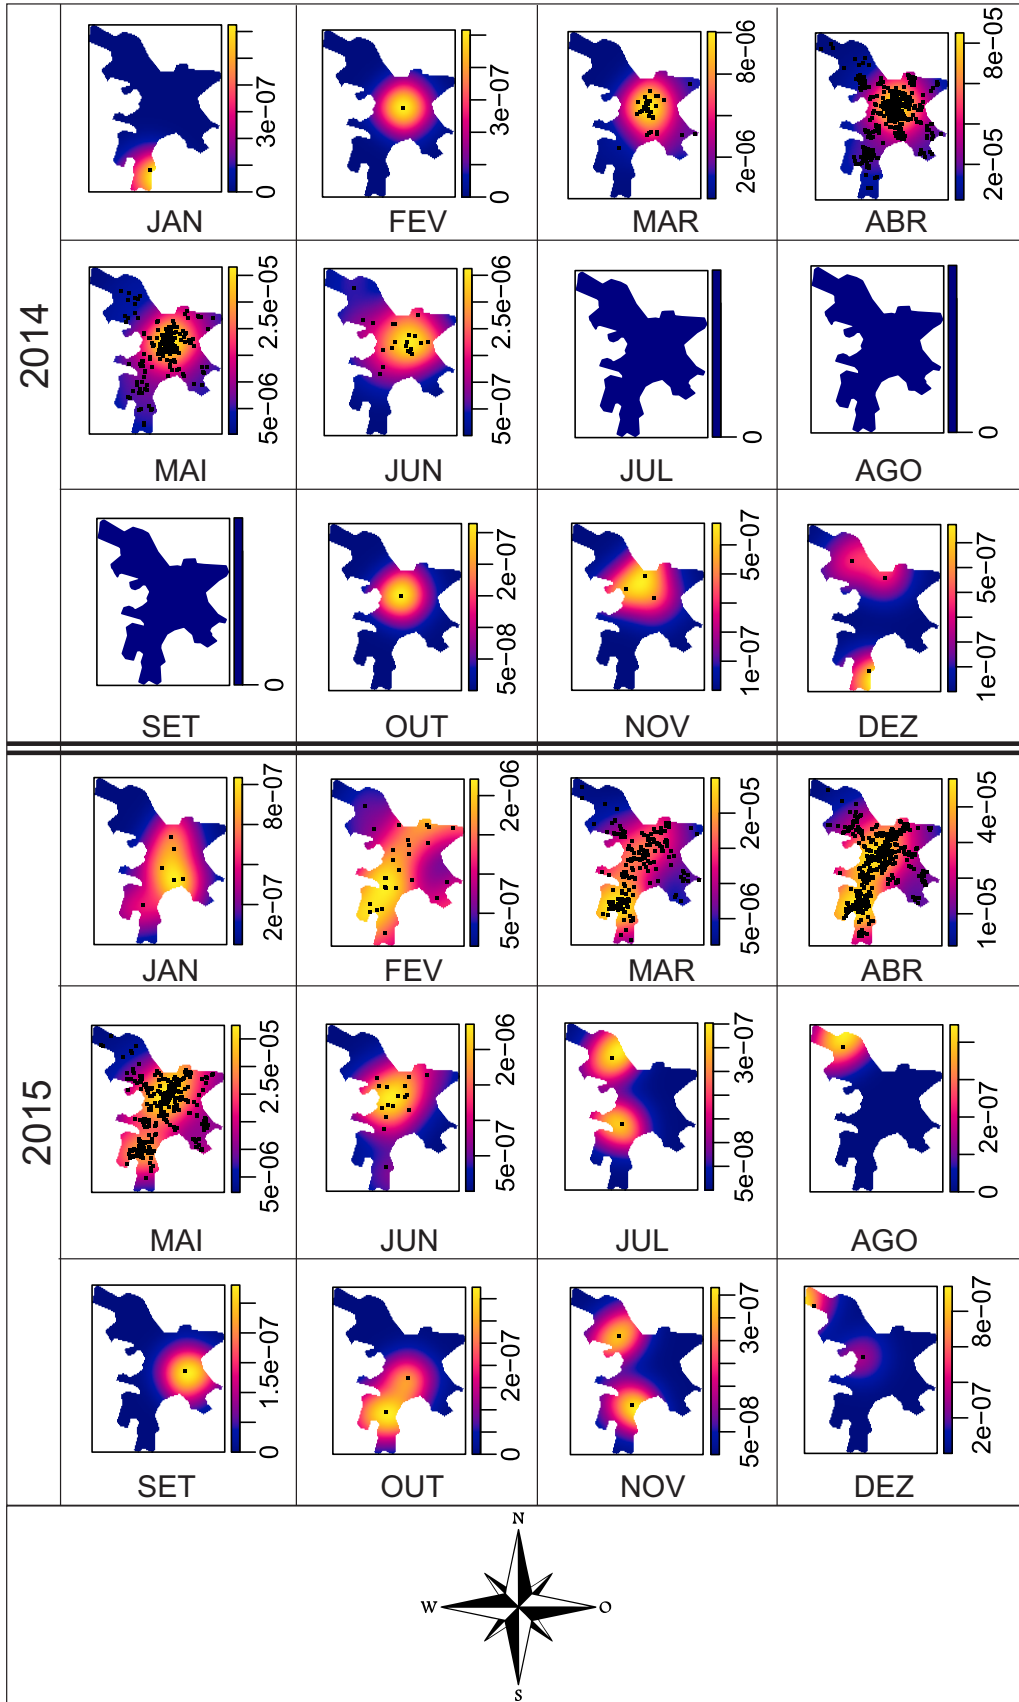 2014
0 3e−07
JAN
0 3e−07
FEV
2e−06 8e−06
MAR
2e−05 8e−05
ABR
5e−06 2.5e−05
MAI
5e−07 2.5e−06
JUN
0
JUL
0
AGO
0
SET
5e−08 2e−07
OUT
1e−07 5e−07
NOV
1e−07 5e−07
DEZ
2015
2e−07 8e−07
JAN
5e−07 2e−06
FEV
5e−06 2e−05
MAR
1e−05 4e−05
ABR
5e−06 2.5e−05
MAI
5e−07 2e−06
JUN
5e−08 3e−07
JUL
0 2e−07
AGO
0 1.5e−07
SET
0 2e−07
OUT
5e−08 3e−07
NOV
2e−07 8e−07
DEZ
N
W O
S